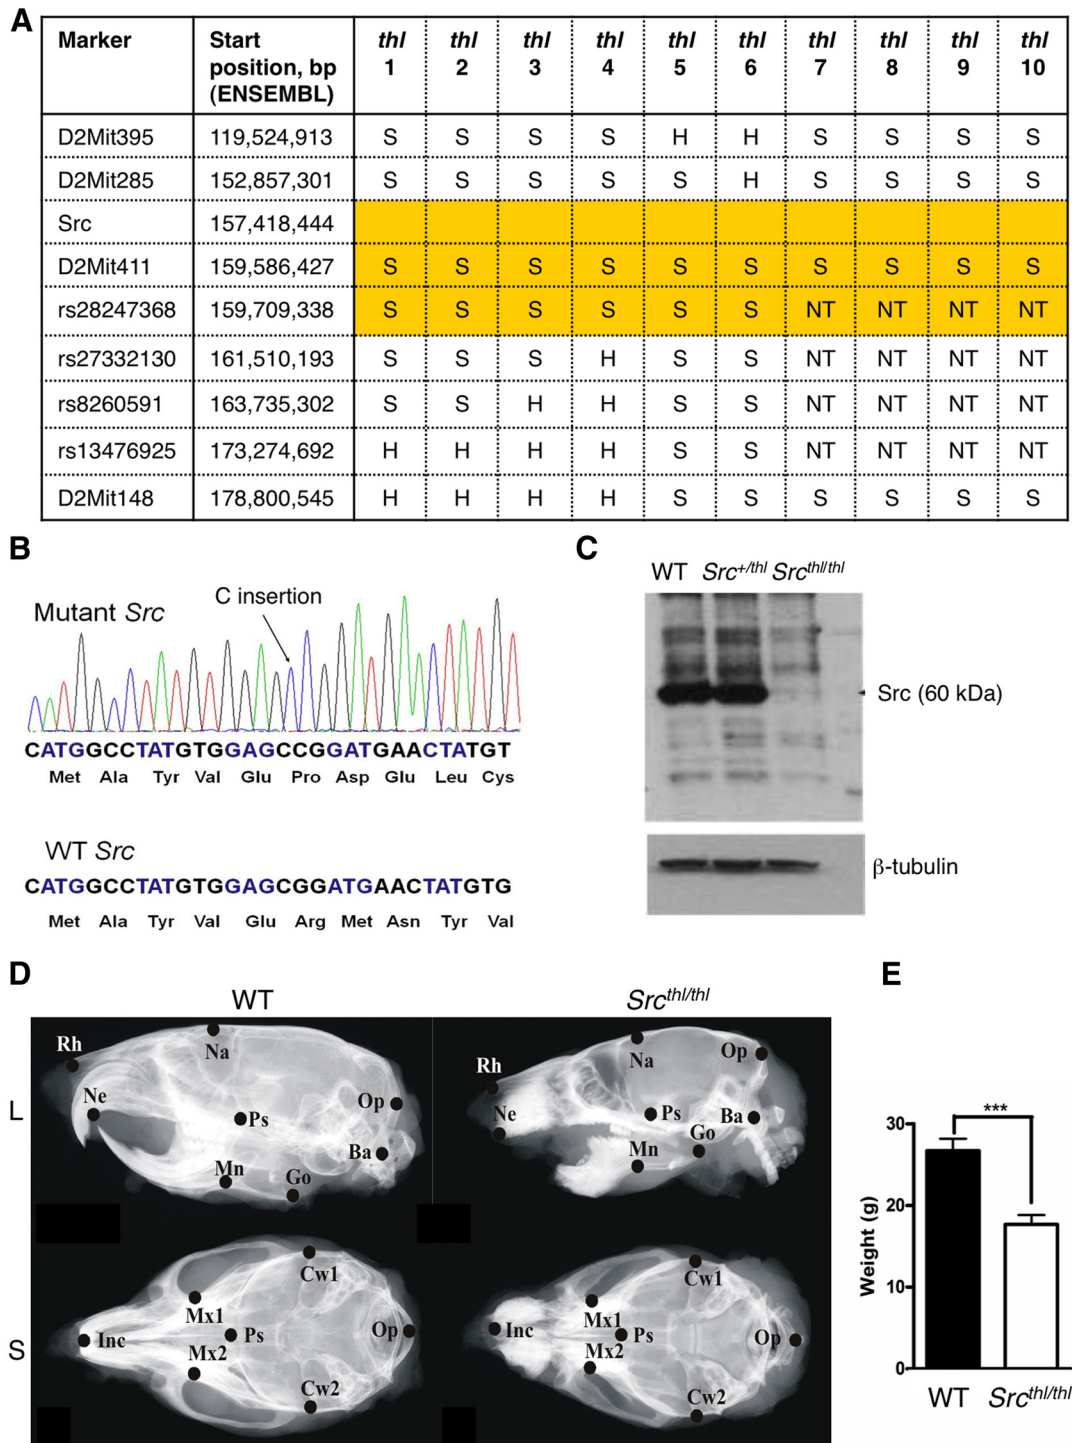 A
Marker Start position, bp (ENSEMBL) thl 1 thl 2 thl 3 thl 4 thl 5 thl 6 thl 7 thl 8 thl 9 thl 10
D2Mit395 119,524,913 S S S S H H S S S S
D2Mit285 152,857,301 S S S S S H S S S S
Src 157,418,444
D2Mit411 159,586,427 S S S S S S S S S S
rs28247368 159,709,338 S S S S S S NT NT NT NT
rs27332130 161,510,193 S S S H S S NT NT NT NT
rs8260591 163,735,302 S S H H S S NT NT NT NT
rs13476925 173,274,692 H H H H S S NT NT NT NT
D2Mit148 178,800,545 H H H H S S S S S S
B
C insertion
Mutant Src
CATGGCCTATGTGGAGCCGGATGAACTATGT
Met Ala Tyr Val Glu Pro Asp Glu Leu Cys
WT Src
CATGGCCTATGTGGAGCGGATGAACTATGTG
Met Ala Tyr Val Glu Arg Met Asn Tyr Val
C
WT Src+/thl Srcthl/thl
Src (60 kDa)
β-tubulin
D
WT Srcthl/thl
L
Rh Na Ne Ps Op Ba Mn Go
Rh Na Op Ne Ps Ba Go Mn
S
Cw1 Mx1 Inc Ps Op Mx2 Cw2
Cw1 Mx1 Inc Ps Op Mx2 Cw2
E
***
30
20
10
0
Weight (g)
WT Srcthl/thl